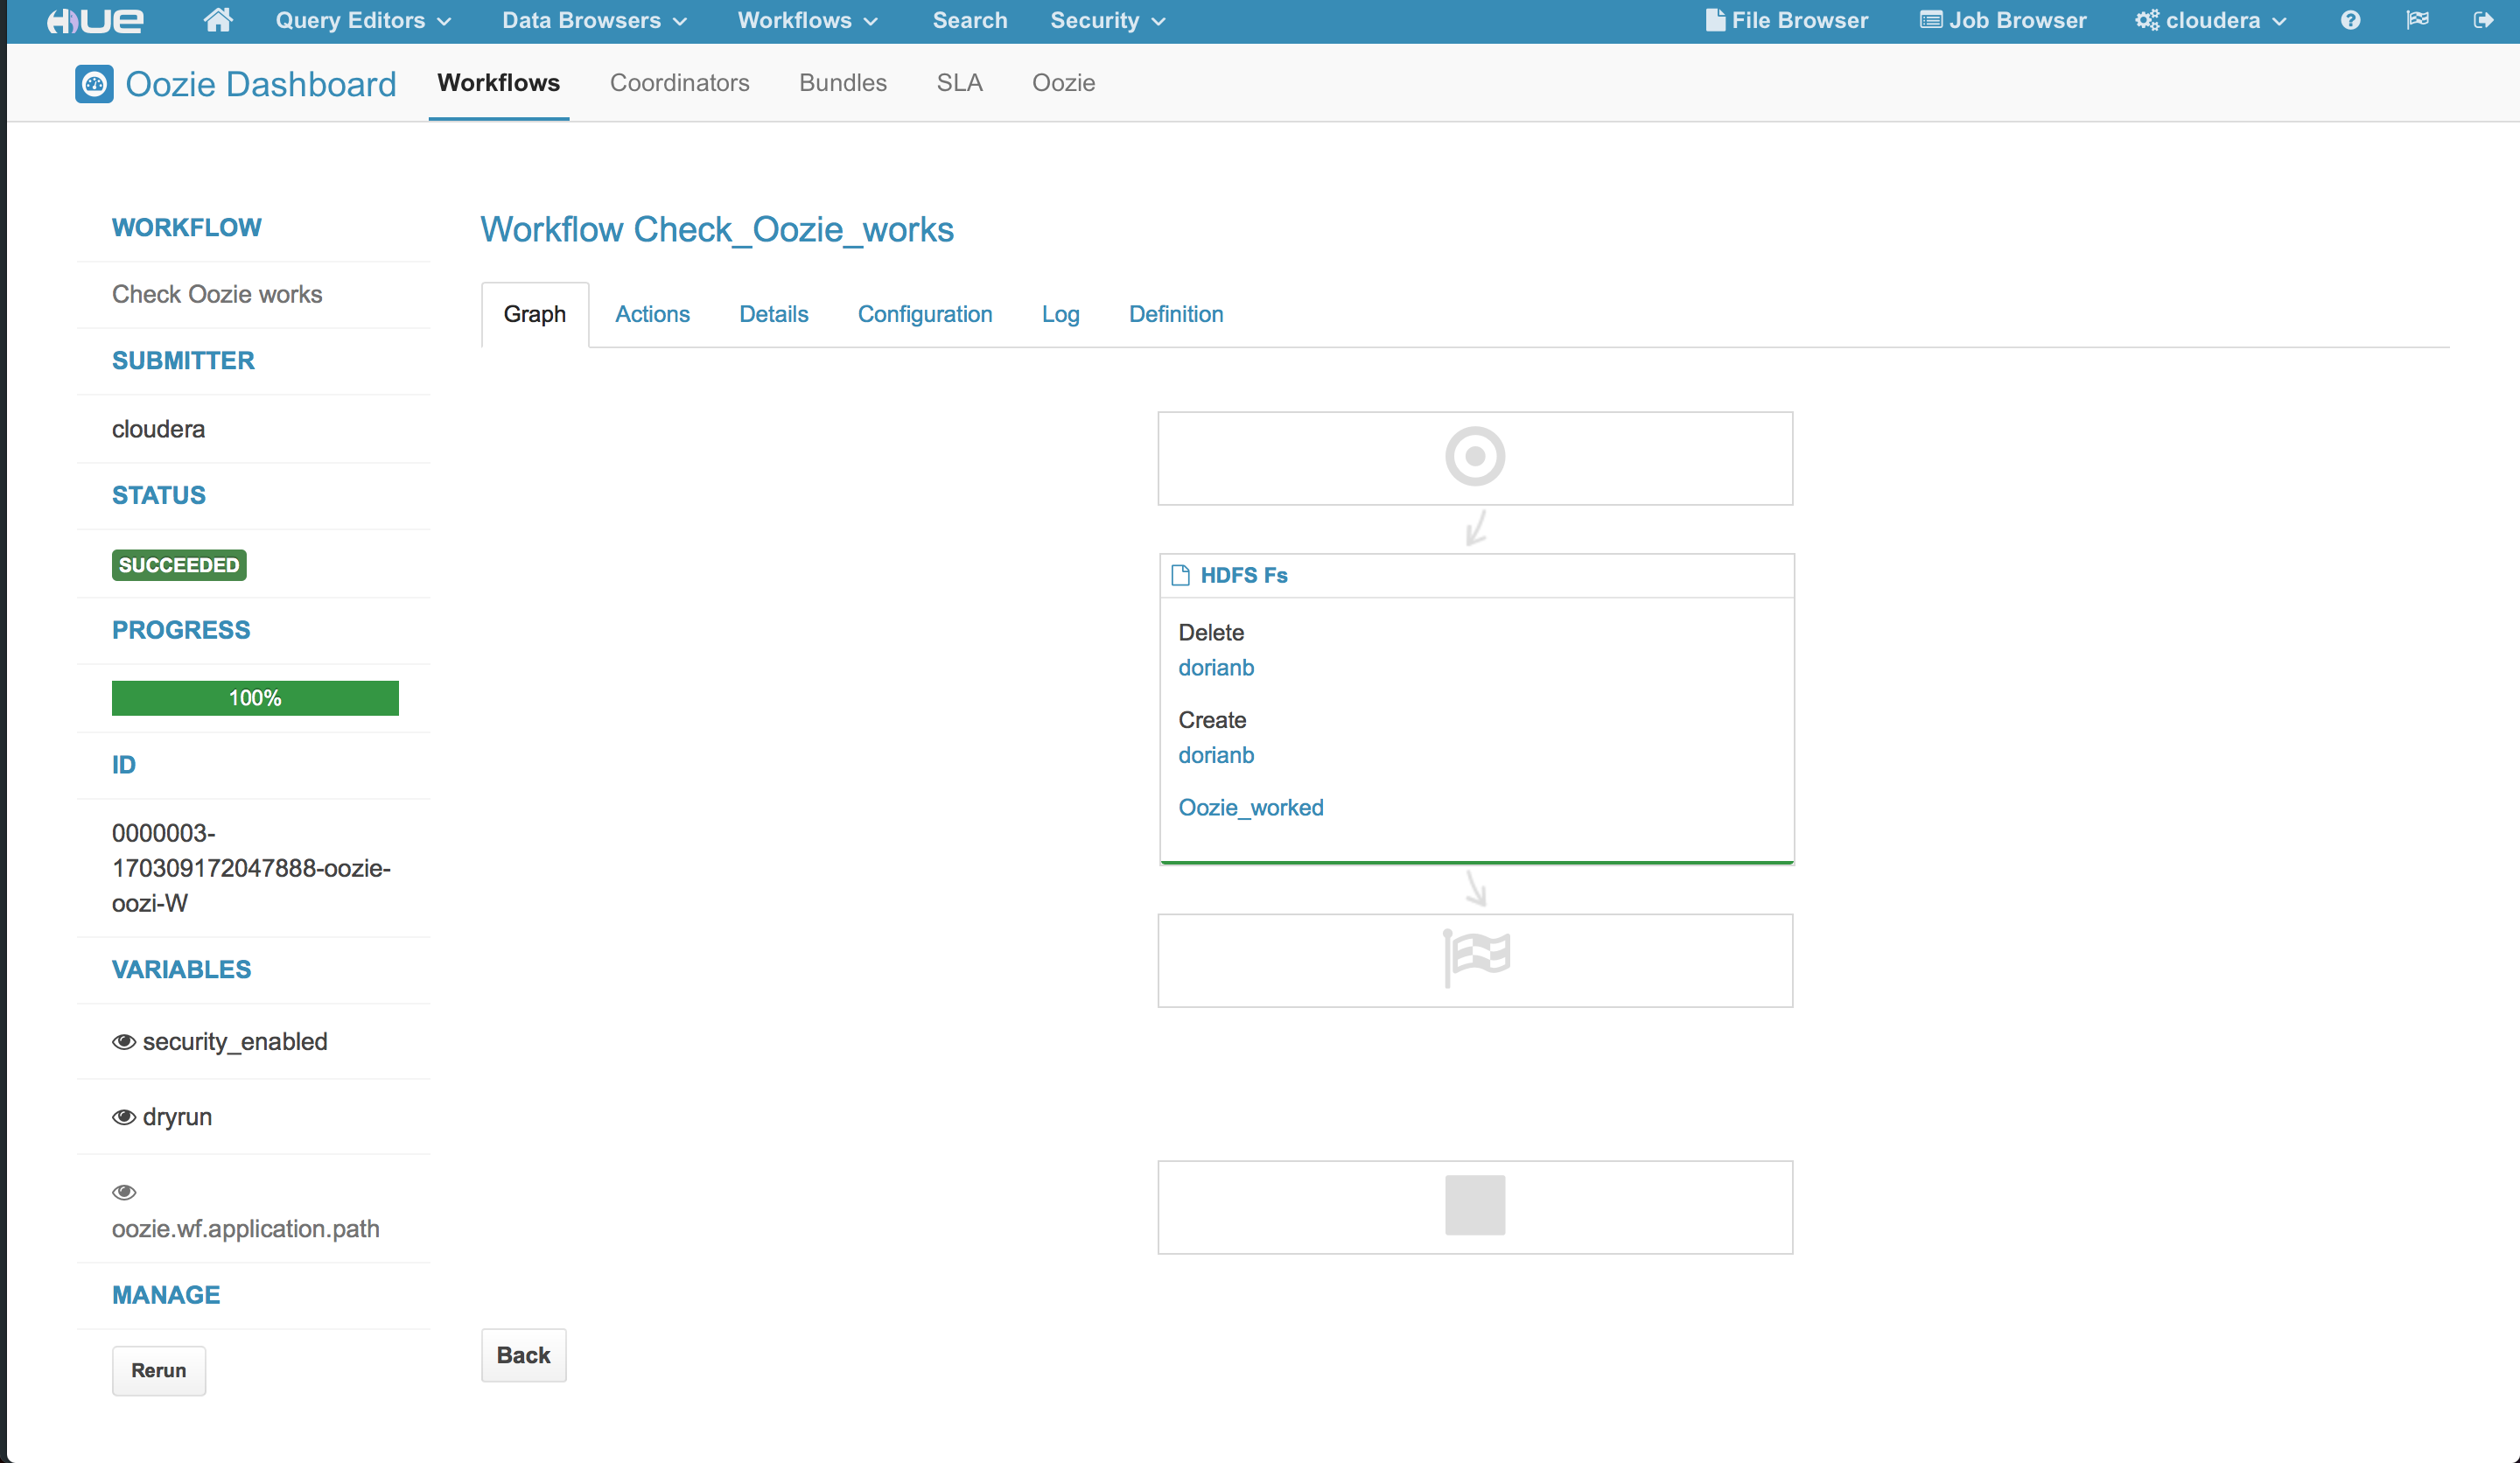 HUE Query Editors Data Browsers Workflows Search Security File Browser Job Browser cloudera
Oozie Dashboard Workflows Coordinators Bundles SLA Oozie
WORKFLOW
Check Oozie works
SUBMITTER
cloudera
STATUS
SUCCEEDED
PROGRESS
100%
ID
0000003-
170309172047888-oozie-
oozi-W
VARIABLES
security_enabled
dryrun
oozie.wf.application.path
MANAGE
Rerun
Workflow Check_Oozie_works
Graph Actions Details Configuration Log Definition
HDFS Fs
Delete
dorianb
Create
dorianb
Oozie_worked
Back